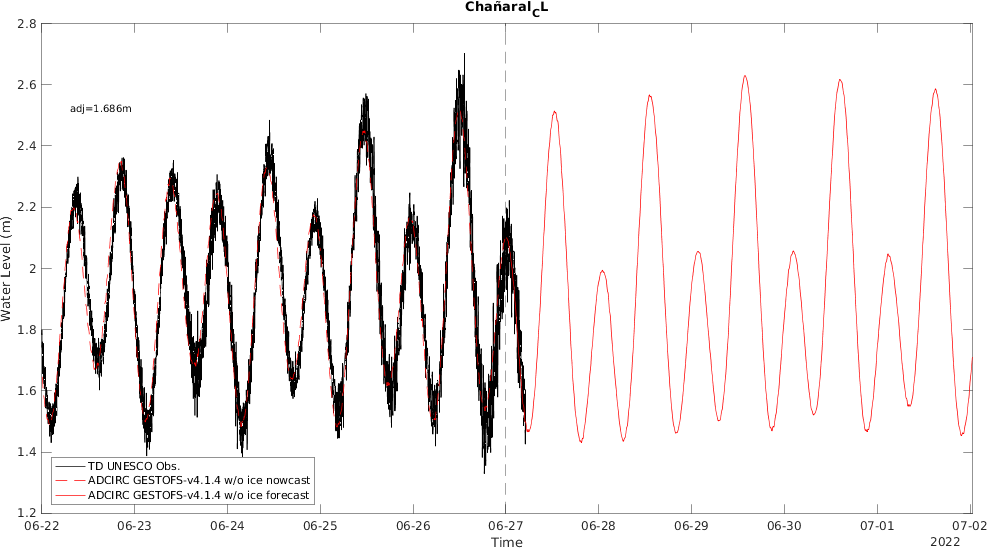 Chañaral_CL
2.8
2.6
2.4
2.2
2
1.8
1.6
1.4
1.2
Water Level (m)
adj=1.686m
TD UNESCO Obs.
ADCIRC GESTOFS-v4.1.4 w/o ice nowcast
ADCIRC GESTOFS-v4.1.4 w/o ice forecast
06-22 06-23 06-24 06-25 06-26 06-27 06-28 06-29 06-30 07-01 07-02
Time
2022